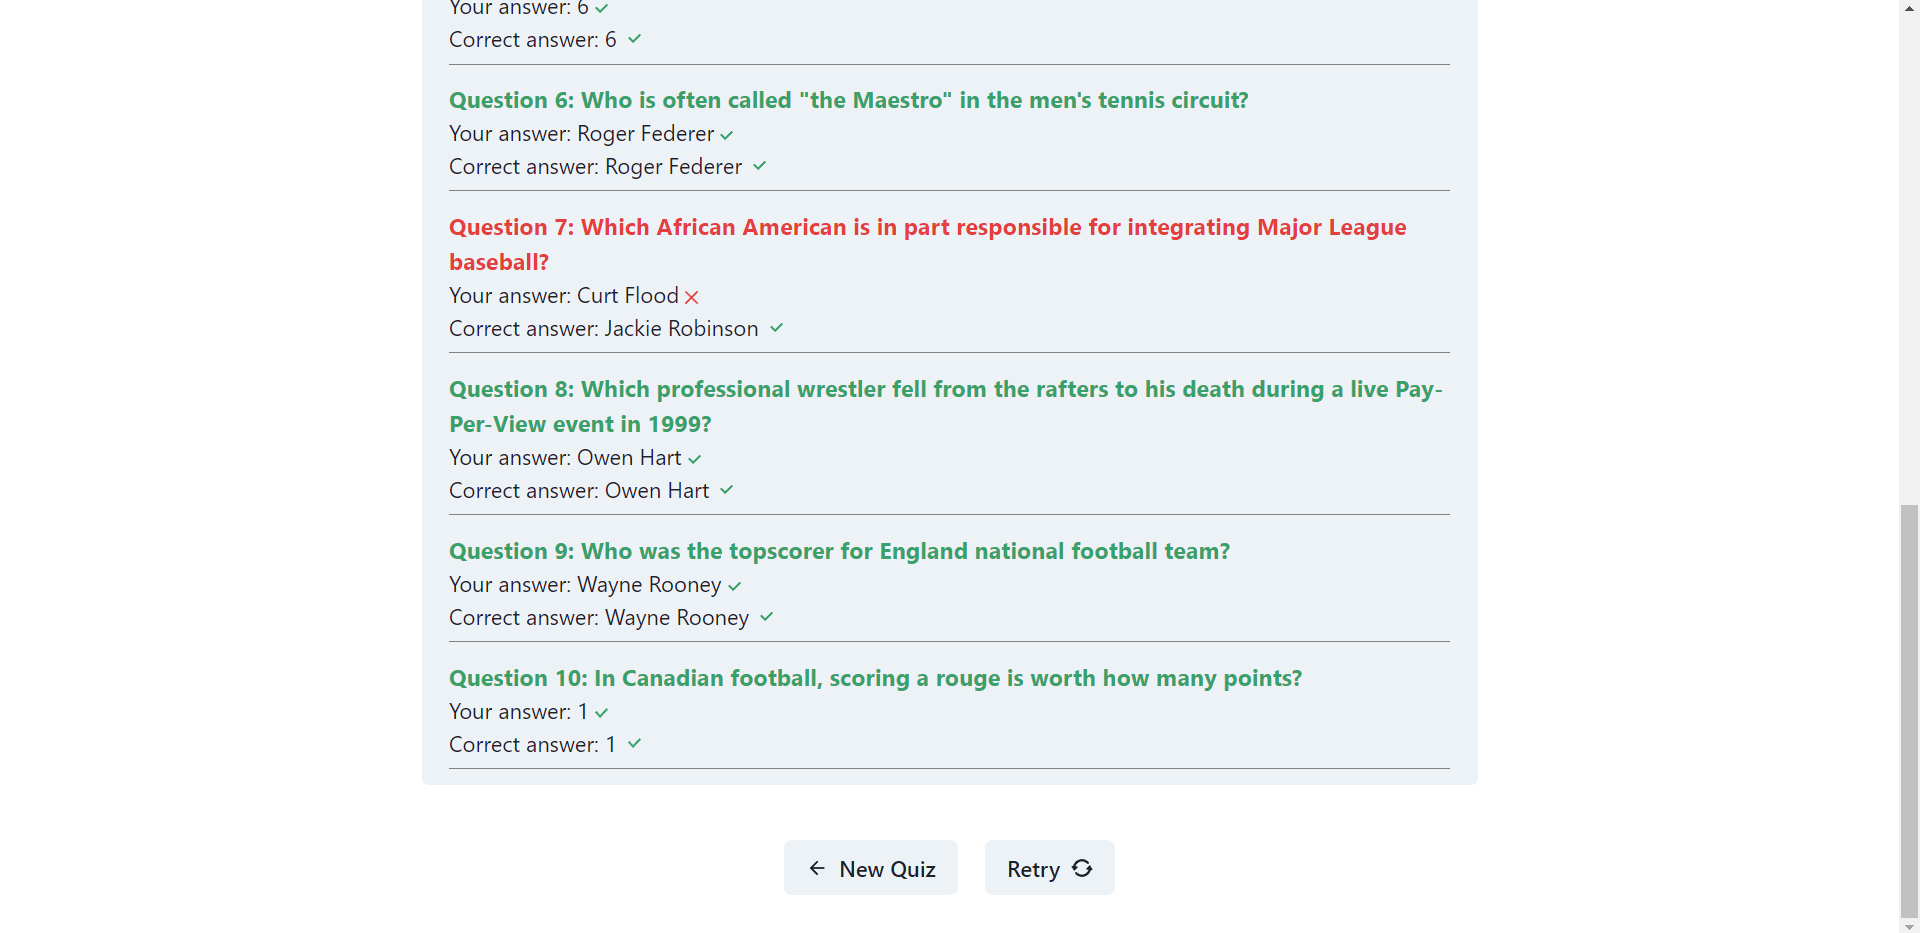 Your answer: 6
Correct answer: 6
Question 6: Who is often called "the Maestro" in the men's tennis circuit?
Your answer: Roger Federer
Correct answer: Roger Federer
Question 7: Which African American is in part responsible for integrating Major League
baseball?
Your answer: Curt Flood
Correct answer: Jackie Robinson
Question 8: Which professional wrestler fell from the rafters to his death during a live Pay-
Per-View event in 1999?
Your answer: Owen Hart
Correct answer: Owen Hart
Question 9: Who was the topscorer for England national football team?
Your answer: Wayne Rooney
Correct answer: Wayne Rooney
Question 10: In Canadian football, scoring a rouge is worth how many points?
Your answer: 1
Correct answer: 1
New Quiz
Retry